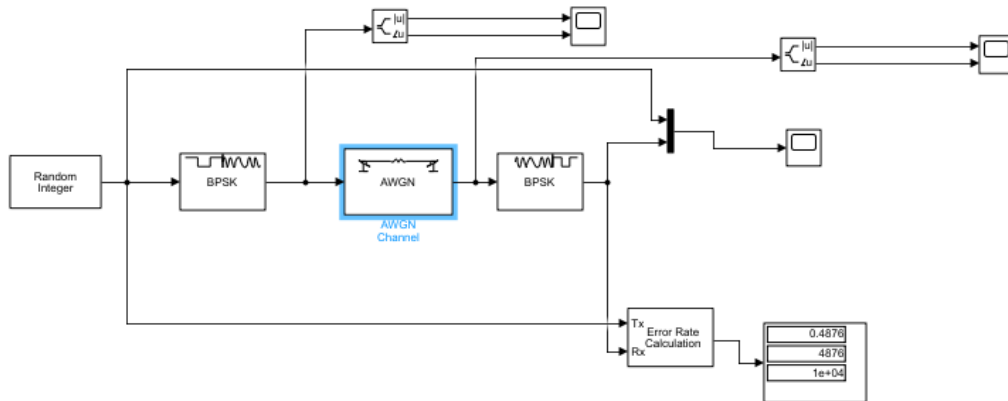 |u|
∠u
|u|
∠u
Random
Integer
BPSK
AWGN
BPSK
AWGN
Channel
Tx
Rx
Error Rate
Calculation
0.4876
4876
1e+04